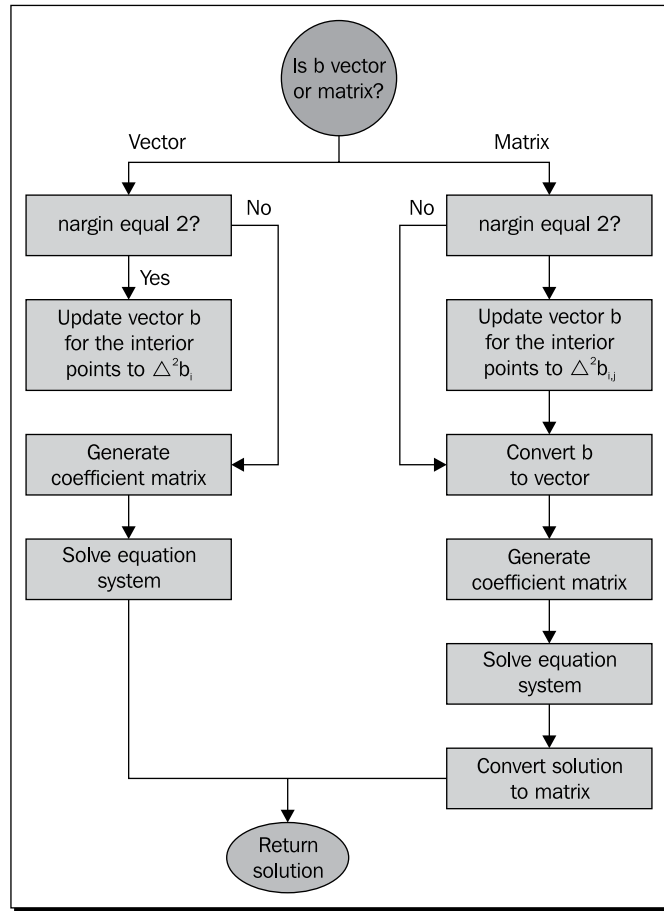 Is b vector
or matrix?
Vector
Matrix
nargin equal 2?
No
No
nargin equal 2?
Yes
Update vector b
for the interior
points to △²bᵢ
Update vector b
for the interior
points to △²bᵢ,ⱼ
Generate
coefficient matrix
Convert b
to vector
Solve equation
system
Generate
coefficient matrix
Solve equation
system
Convert solution
to matrix
Return
solution